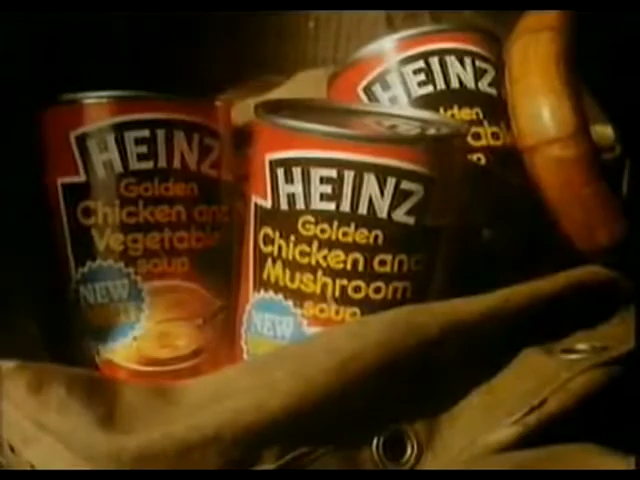 HEINZ
Golden
Chicken and
Vegetable
soup
NEW
HEINZ
Golden
Chicken and
Mushroom
soup
NEW
HEINZ